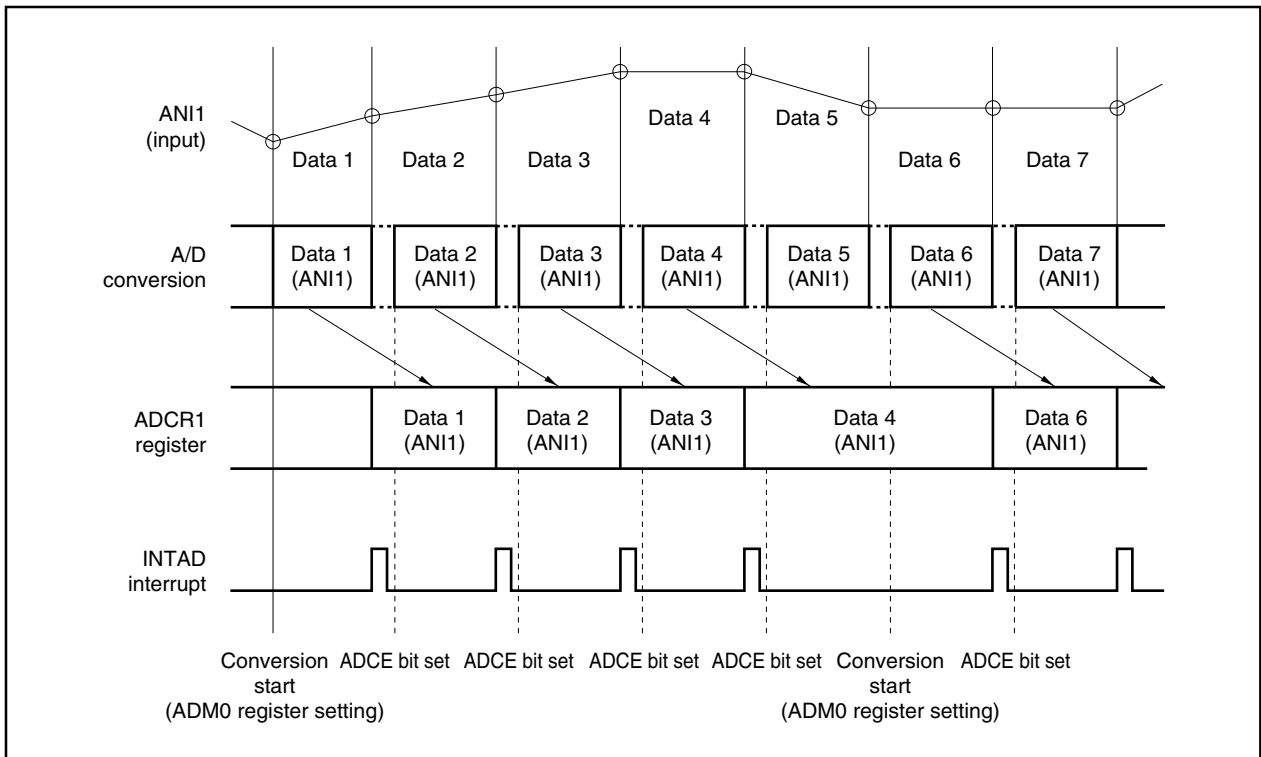 ANI1
(input)
Data 1
Data 2
Data 3
Data 4
Data 5
Data 6
Data 7
A/D
conversion
Data 1
(ANI1)
Data 2
(ANI1)
Data 3
(ANI1)
Data 4
(ANI1)
Data 5
(ANI1)
Data 6
(ANI1)
Data 7
(ANI1)
ADCR1
register
Data 1
(ANI1)
Data 2
(ANI1)
Data 3
(ANI1)
Data 4
(ANI1)
Data 6
(ANI1)
INTAD
interrupt
Conversion
start
(ADM0 register setting)
ADCE bit set
ADCE bit set
ADCE bit set
ADCE bit set
Conversion
start
(ADM0 register setting)
ADCE bit set